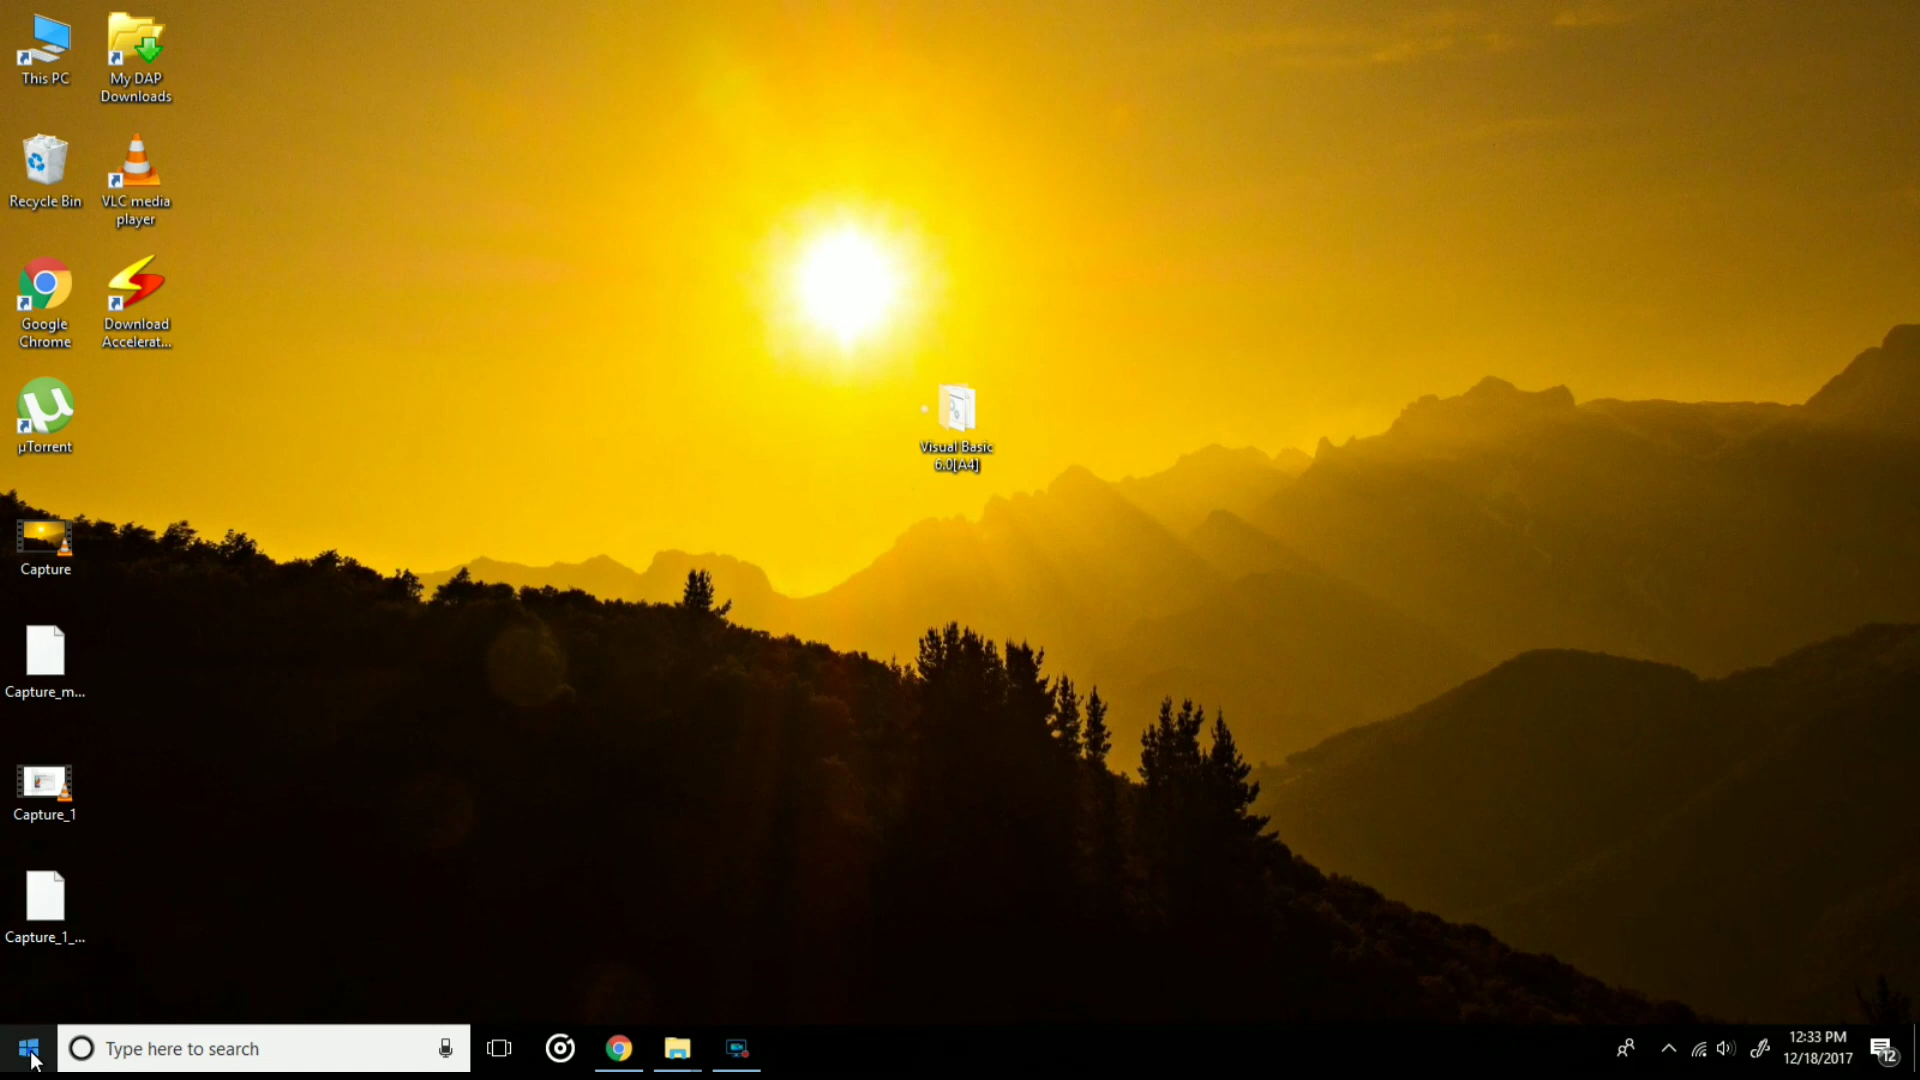 This PC
My DAP
Downloads
Recycle Bin
VLC media
player
Google
Chrome
Download
Accelerat...
µTorrent
Visual Basic
6.0[A4]
Capture
Capture_m...
Capture_1
Capture_1_...
Type here to search
12:33 PM
12/18/2017
12